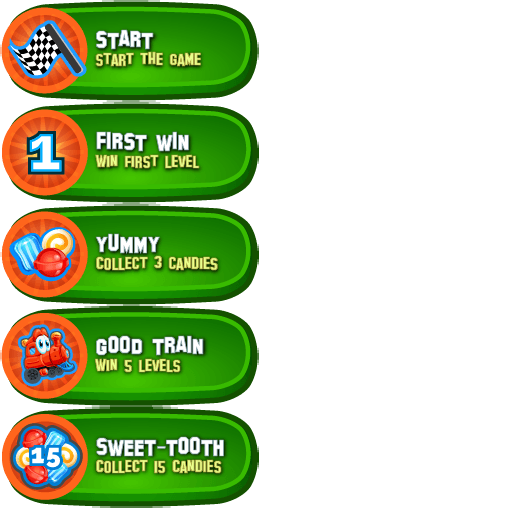 START
START THE GAME
1
FIRST WIN
WIN FIRST LEVEL
YUMMY
COLLECT 3 CANDIES
GOOD TRAIN
WIN 5 LEVELS
15
SWEET-TOOTH
COLLECT 15 CANDIES